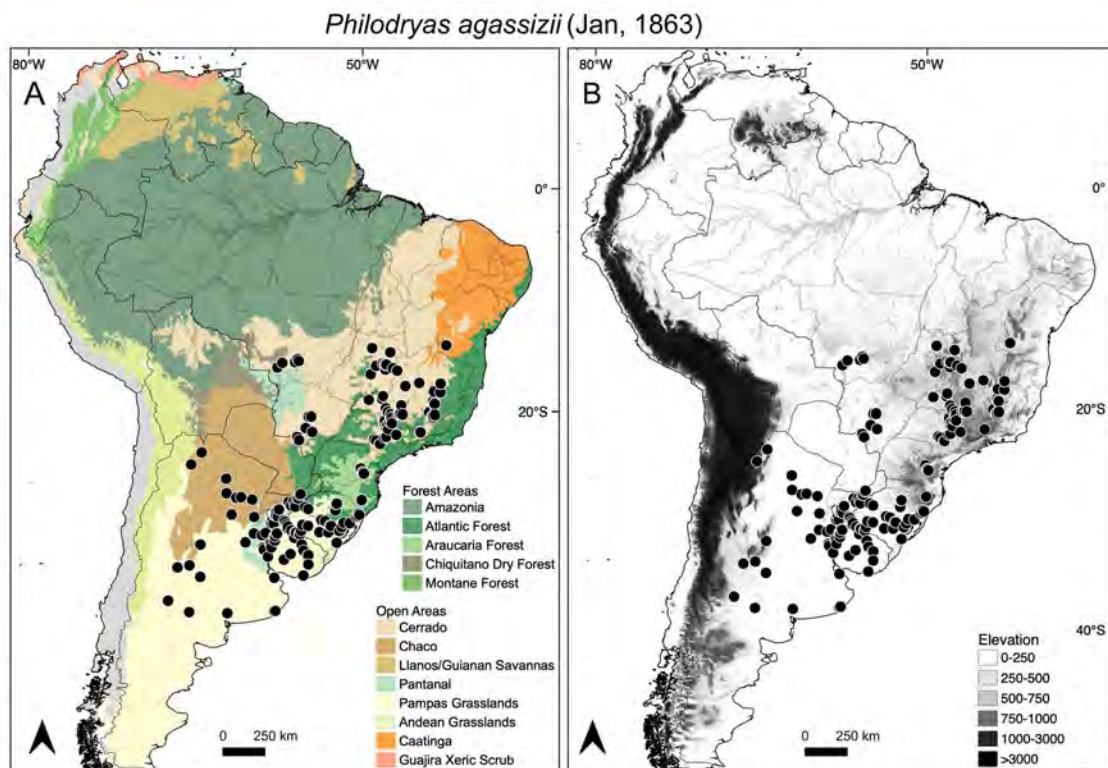 Philodryas agassizii (Jan, 1863)
80°W
50°W
80°W
50°W
A
B
0°
0°
20°S
20°S
40°S
Forest Areas
Amazonia
Atlantic Forest
Araucaria Forest
Chiquitano Dry Forest
Montane Forest
Open Areas
Cerrado
Chaco
Llanos/Guianan Savannas
Pantanal
Pampas Grasslands
Andean Grasslands
Caatinga
Guajira Xeric Scrub
0 250 km
Elevation
0-250
250-500
500-750
750-1000
1000-3000
>3000
0 250 km